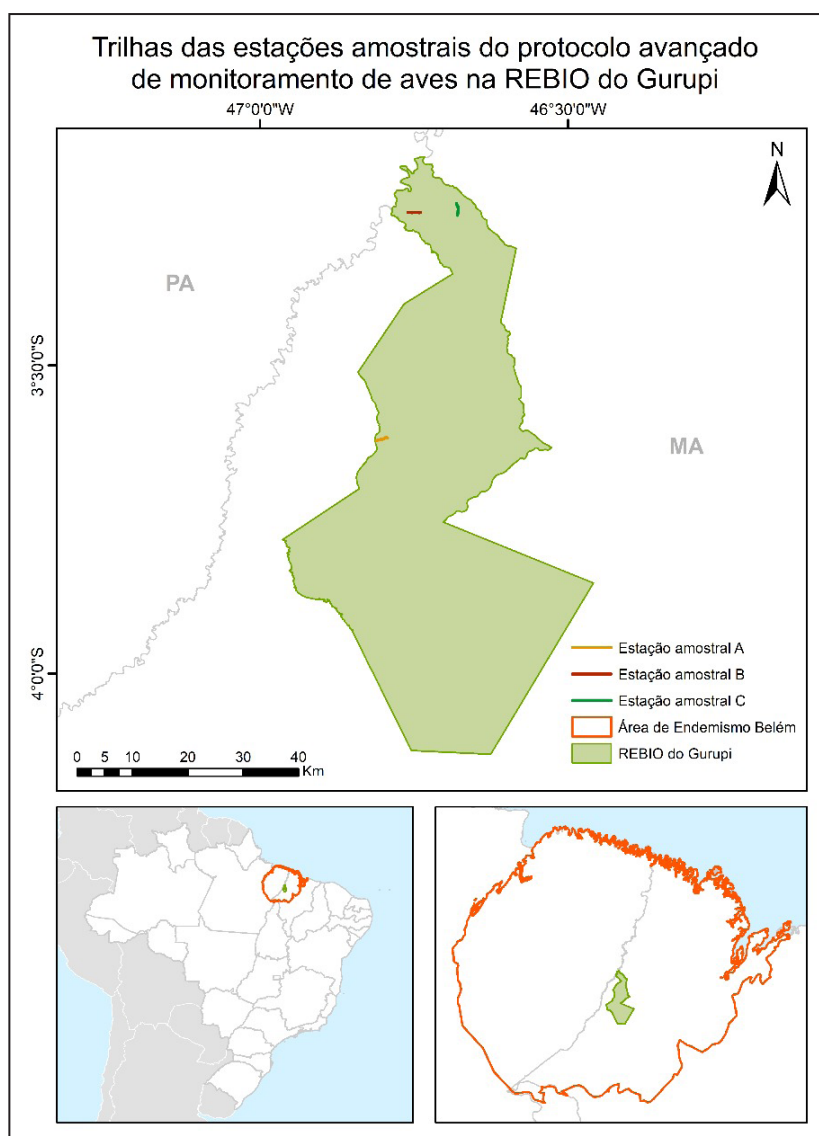 Trilhas das estações amostrais do protocolo avançado
de monitoramento de aves na REBIO do Gurupi
47°0'0"W
46°30'0"W
N
PA
3°30'0"S
MA
4°0'0"S
Estação amostral A
Estação amostral B
Estação amostral C
Área de Endemismo Belém
REBIO do Gurupi
0 5 10 20 30 40
Km